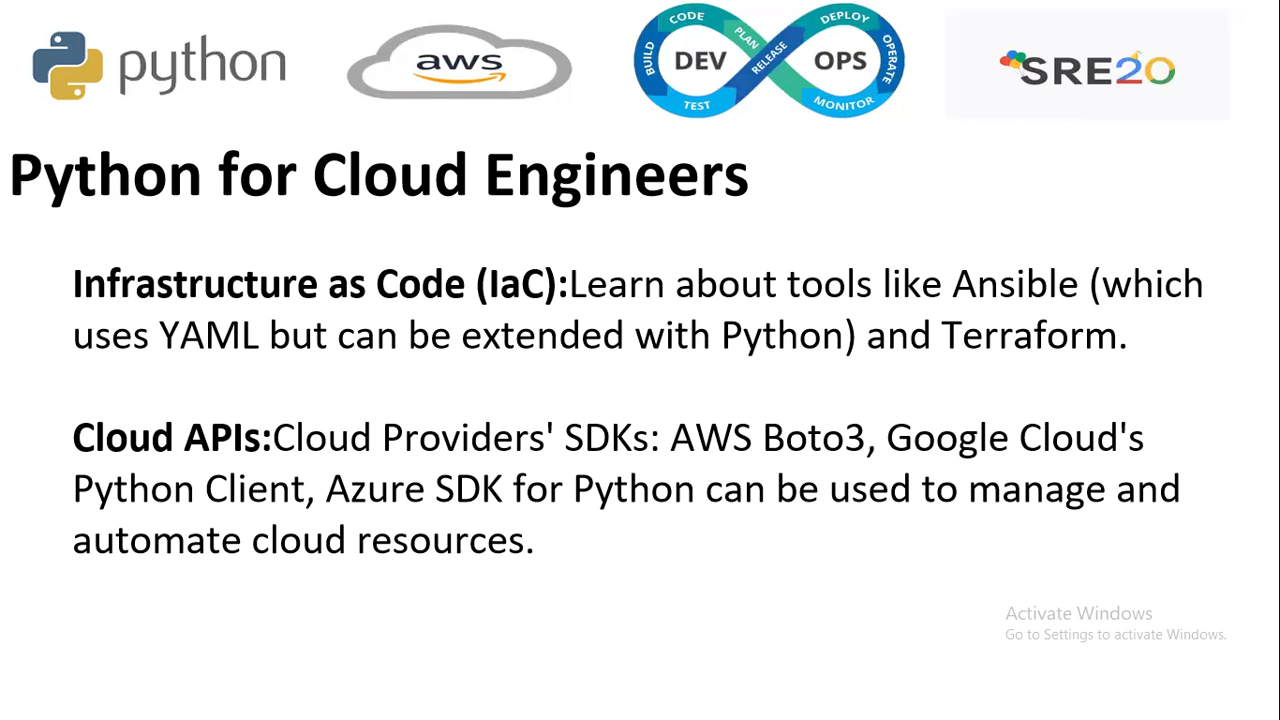 python
aws
CODE
PLAN
DEPLOY
BUILD
DEV
RELEASE
OPS
OPERATE
TEST
MONITOR
SRE20
Python for Cloud Engineers
Infrastructure as Code (IaC):Learn about tools like Ansible (which
uses YAML but can be extended with Python) and Terraform.
Cloud APIs:Cloud Providers' SDKs: AWS Boto3, Google Cloud's
Python Client, Azure SDK for Python can be used to manage and
automate cloud resources.
Activate Windows
Go to Settings to activate Windows.